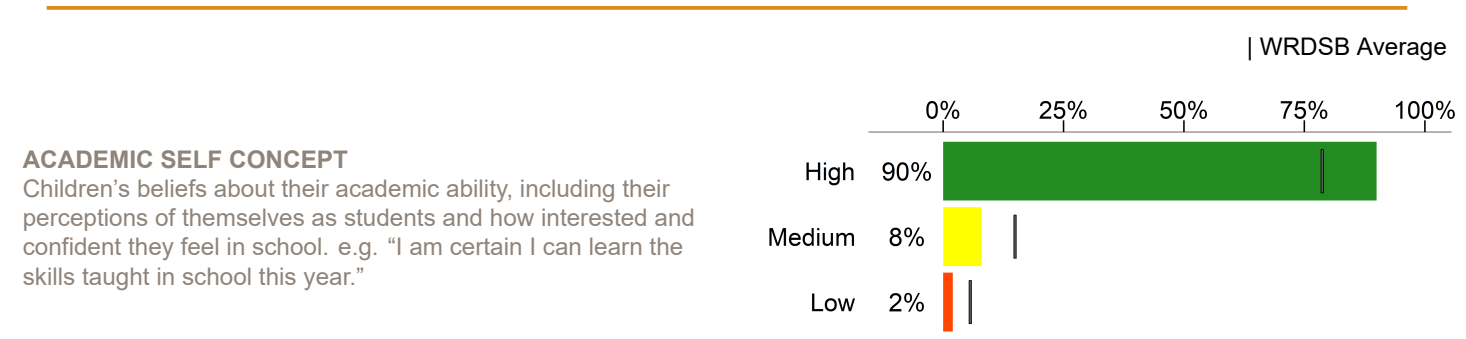 | WRDSB Average
0% 25% 50% 75% 100%
ACADEMIC SELF CONCEPT
Children’s beliefs about their academic ability, including their
perceptions of themselves as students and how interested and
confident they feel in school. e.g. “I am certain I can learn the
skills taught in school this year.”
High 90%
Medium 8%
Low 2%